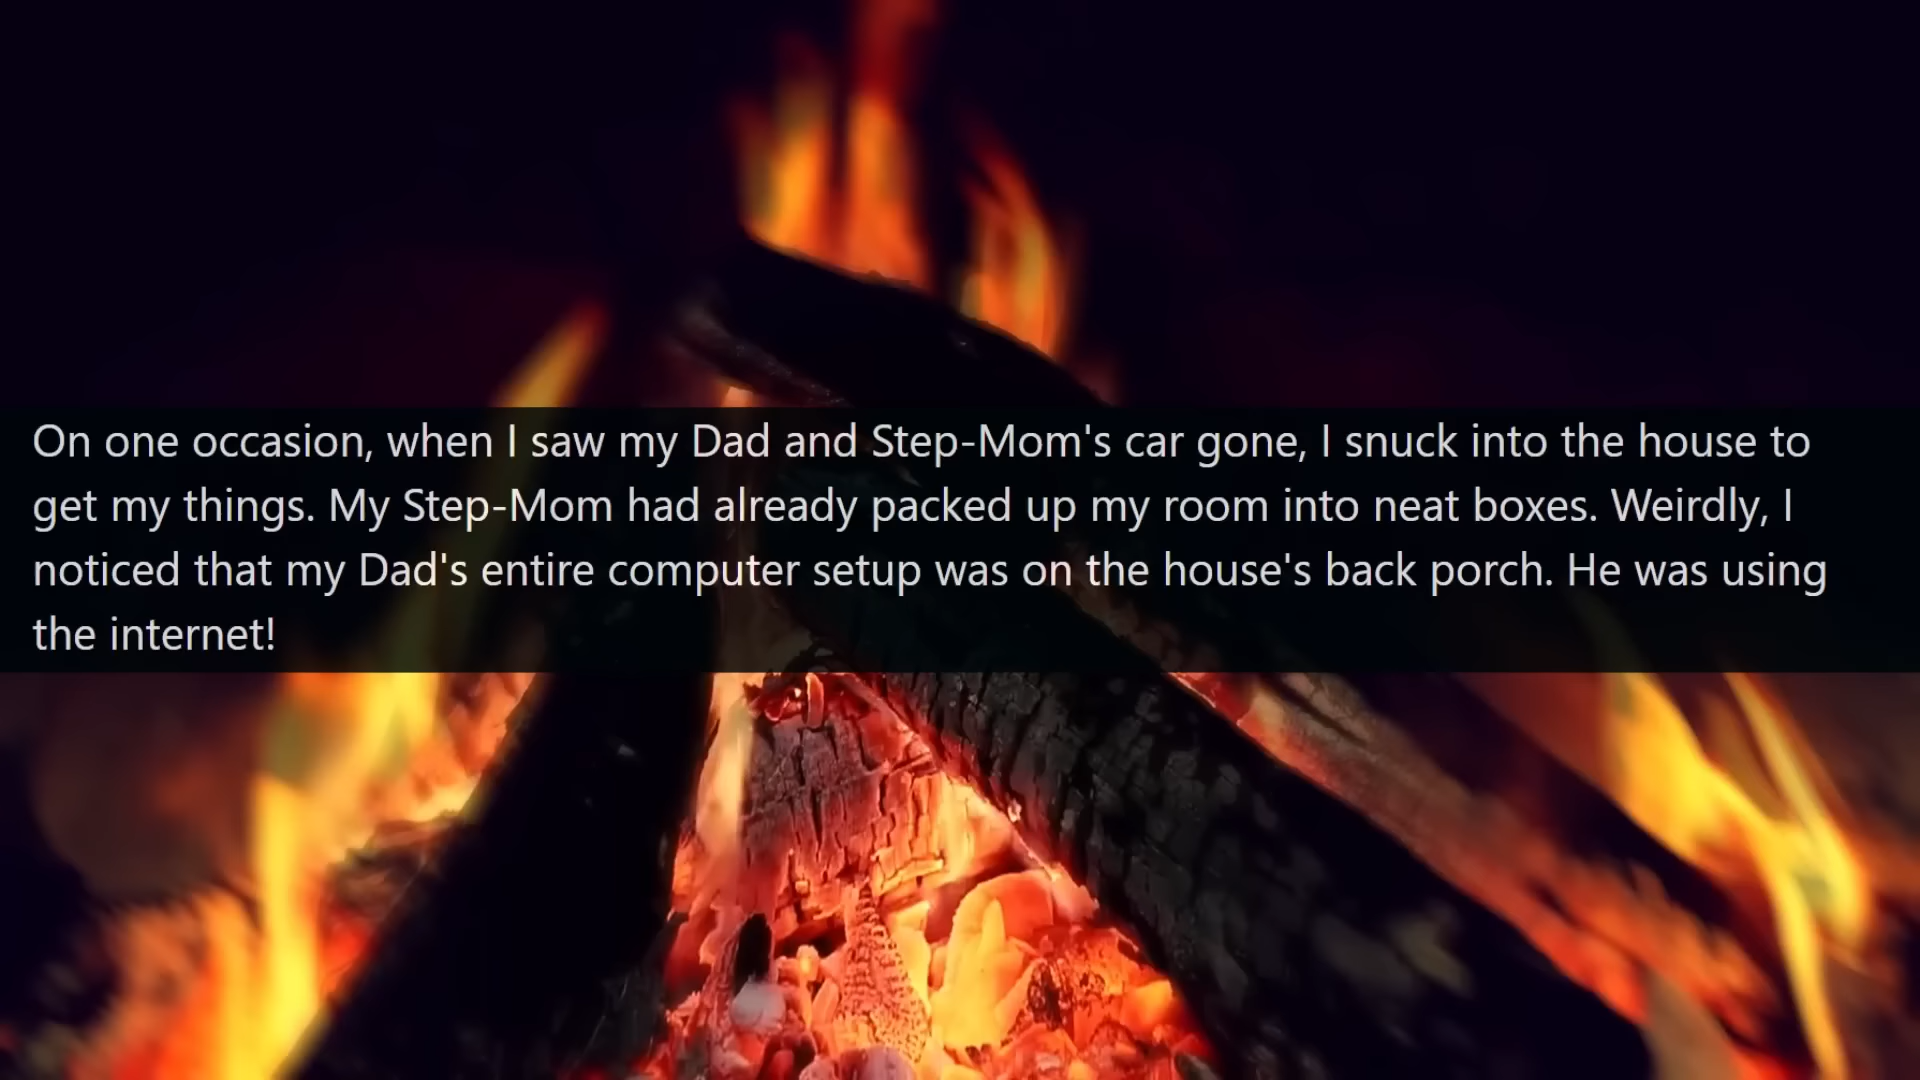 On one occasion, when I saw my Dad and Step-Mom's car gone, I snuck into the house to
get my things. My Step-Mom had already packed up my room into neat boxes. Weirdly, I
noticed that my Dad's entire computer setup was on the house's back porch. He was using
the internet!